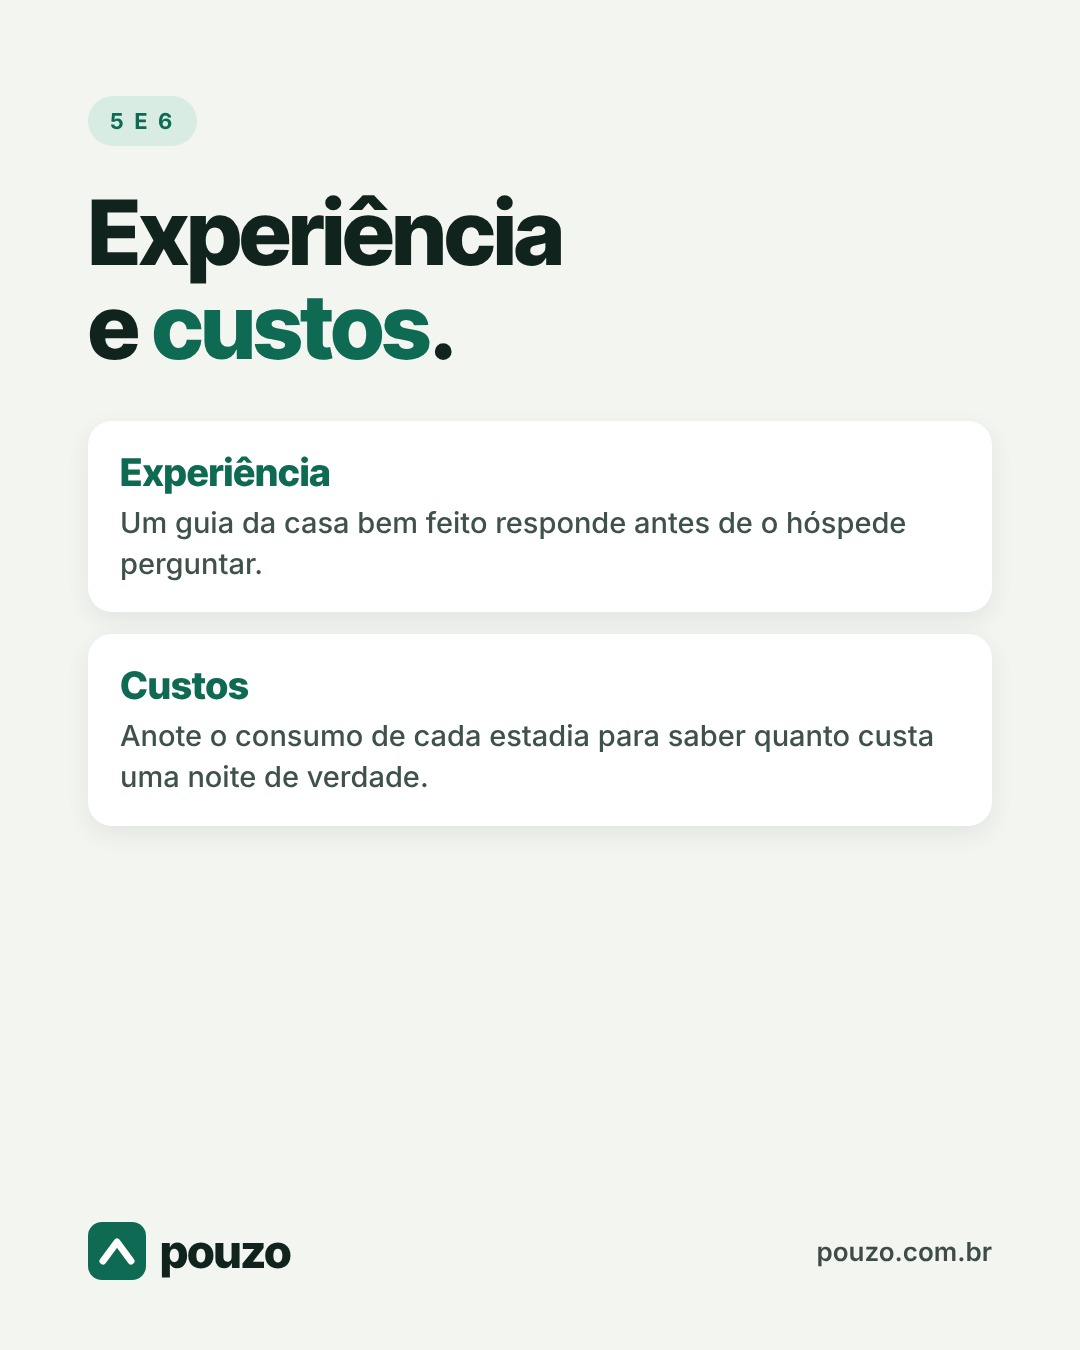 5 E 6
Experiência
e custos.
Experiência
Um guia da casa bem feito responde antes de o hóspede
perguntar.
Custos
Anote o consumo de cada estadia para saber quanto custa
uma noite de verdade.
pouzo
pouzo.com.br